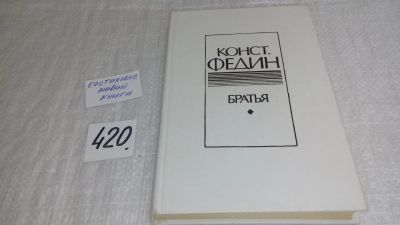 состояние
новой
книги
420.
КОНСТ.
ФЕДИН
БРАТЬЯ